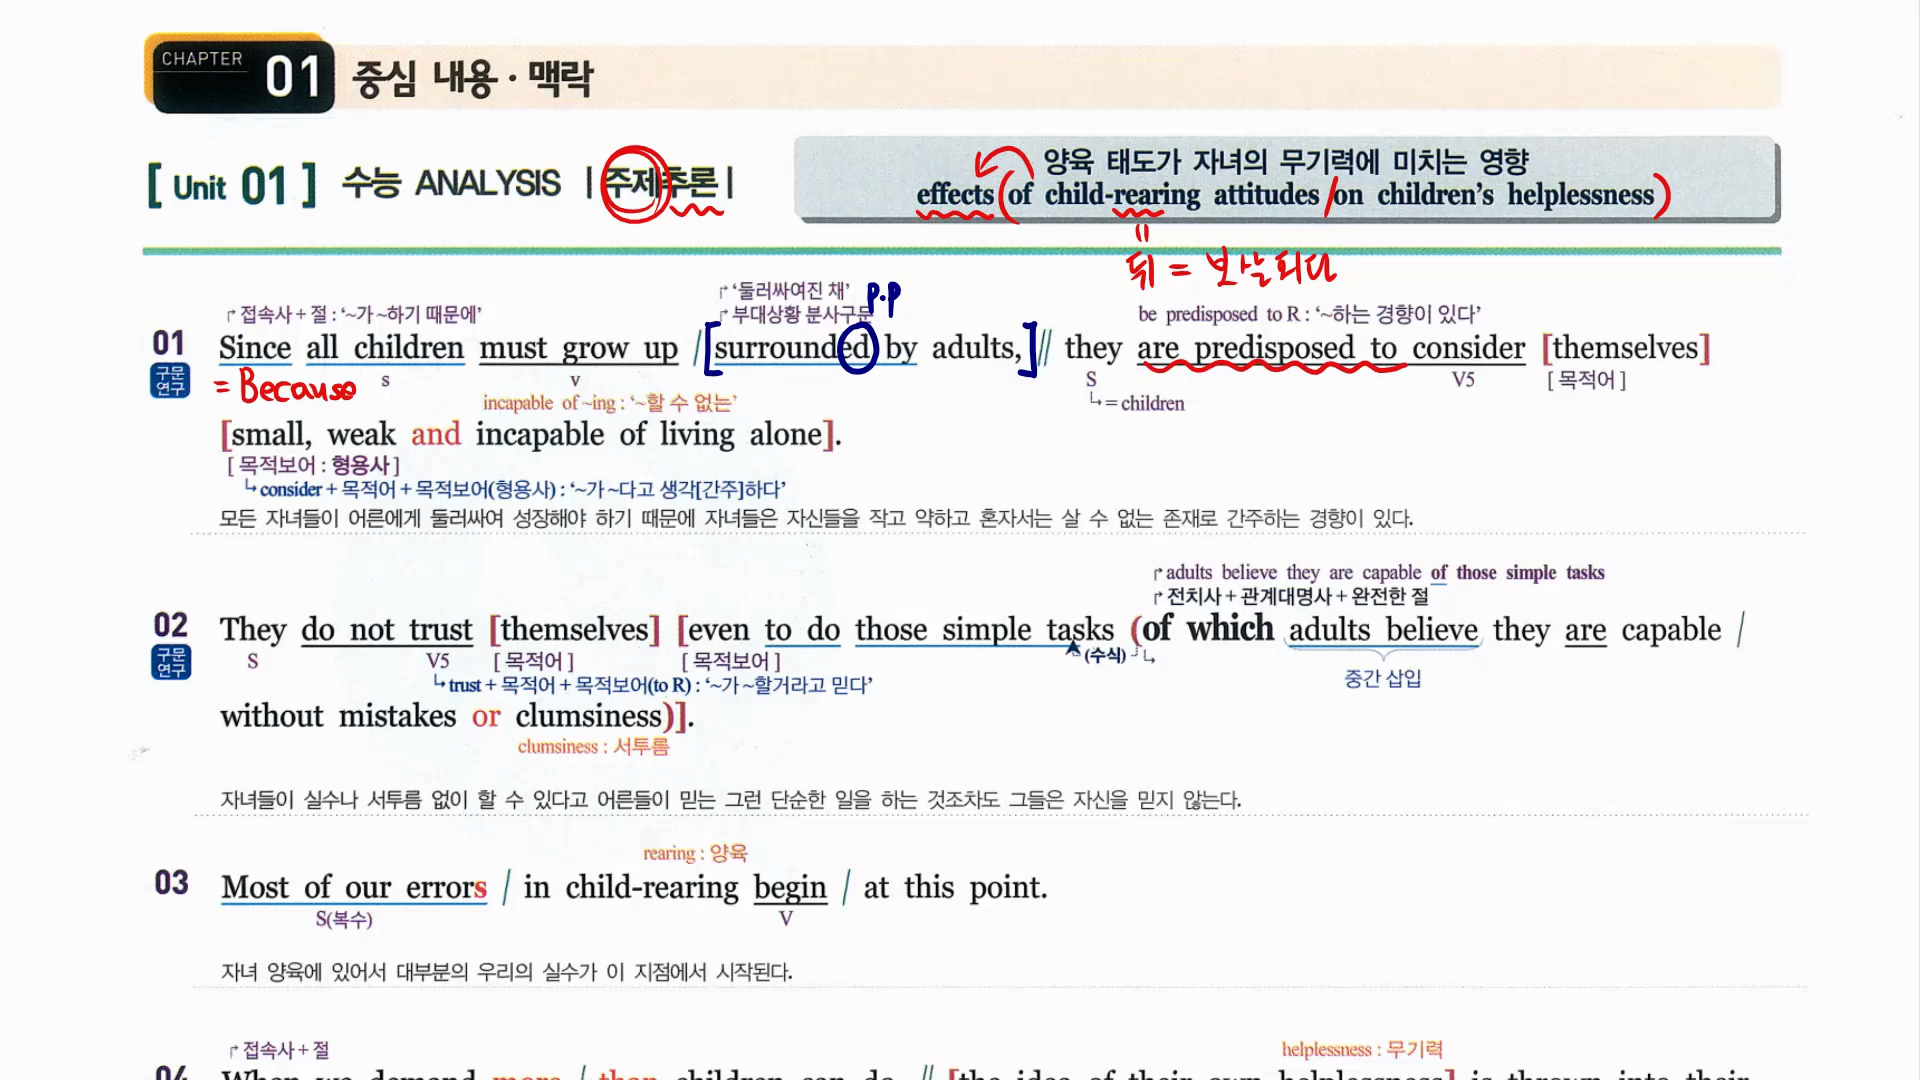 CHAPTER 01 중심 내용 · 맥락
[ Unit 01 ] 수능 ANALYSIS | 주제추론 |
양육 태도가 자녀의 무기력에 미치는 영향
effects (of child-rearing attitudes / on children's helplessness)
뒤 = 보살피다
↱ '둘러싸여진 채' p.p
↱ 접속사 + 절 : '~가 ~하기 때문에' ↱ 부대상황 분사구문 be predisposed to R : '~하는 경향이 있다'
01 Since all children must grow up / [surrounded by adults,] // they are predisposed to consider [themselves]
구문연구 = Because s v S V5 [ 목적어 ]
incapable of ~ing : '~할 수 없는' ↳ = children
[small, weak and incapable of living alone].
[ 목적보어 : 형용사 ]
↳ consider + 목적어 + 목적보어(형용사) : '~가 ~다고 생각[간주]하다'
모든 자녀들이 어른에게 둘러싸여 성장해야 하기 때문에 자녀들은 자신들을 작고 약하고 혼자서는 살 수 없는 존재로 간주하는 경향이 있다.
↱ adults believe they are capable of those simple tasks
↱ 전치사 + 관계대명사 + 완전한 절
02 They do not trust [themselves] [even to do those simple tasks (of which adults believe they are capable /
구문연구 S V5 [ 목적어 ] [ 목적보어 ] (수식) 중간 삽입
↳ trust + 목적어 + 목적보어(to R) : '~가 ~할거라고 믿다'
without mistakes or clumsiness)].
clumsiness : 서투름
자녀들이 실수나 서투름 없이 할 수 있다고 어른들이 믿는 그런 단순한 일을 하는 것조차도 그들은 자신을 믿지 않는다.
rearing : 양육
03 Most of our errors / in child-rearing begin / at this point.
S(복수) V
자녀 양육에 있어서 대부분의 우리의 실수가 이 지점에서 시작된다.
↱ 접속사 + 절 helplessness : 무기력
04 When we demand more / than children can do, // [the idea of their own helplessness] is thrown into their